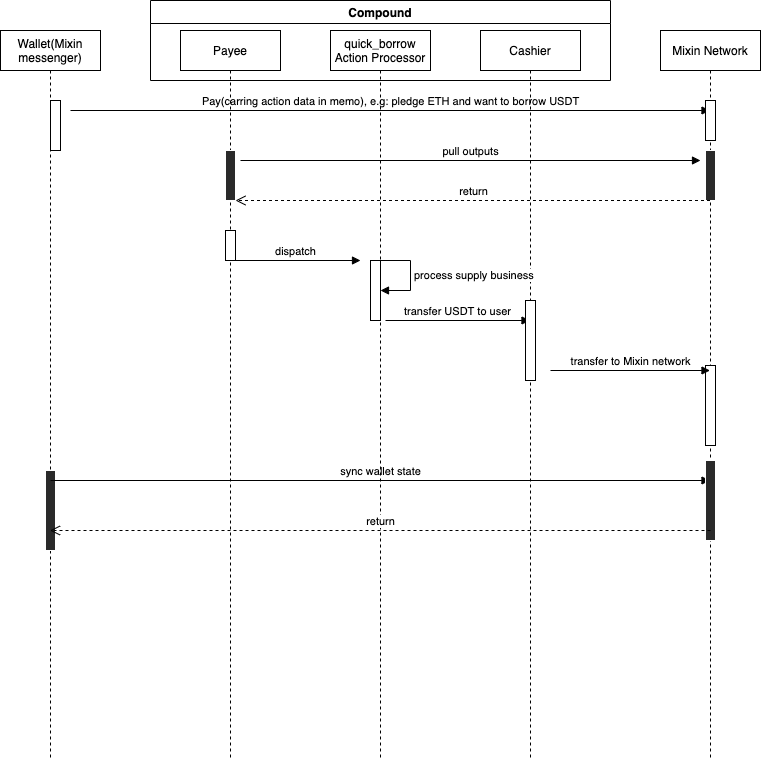 Compound
Wallet(Mixin
messenger)
Payee
quick_borrow
Action Processor
Cashier
Mixin Network
Pay(carring action data in memo), e.g: pledge ETH and want to borrow USDT
pull outputs
return
dispatch
process supply business
transfer USDT to user
transfer to Mixin network
sync wallet state
return